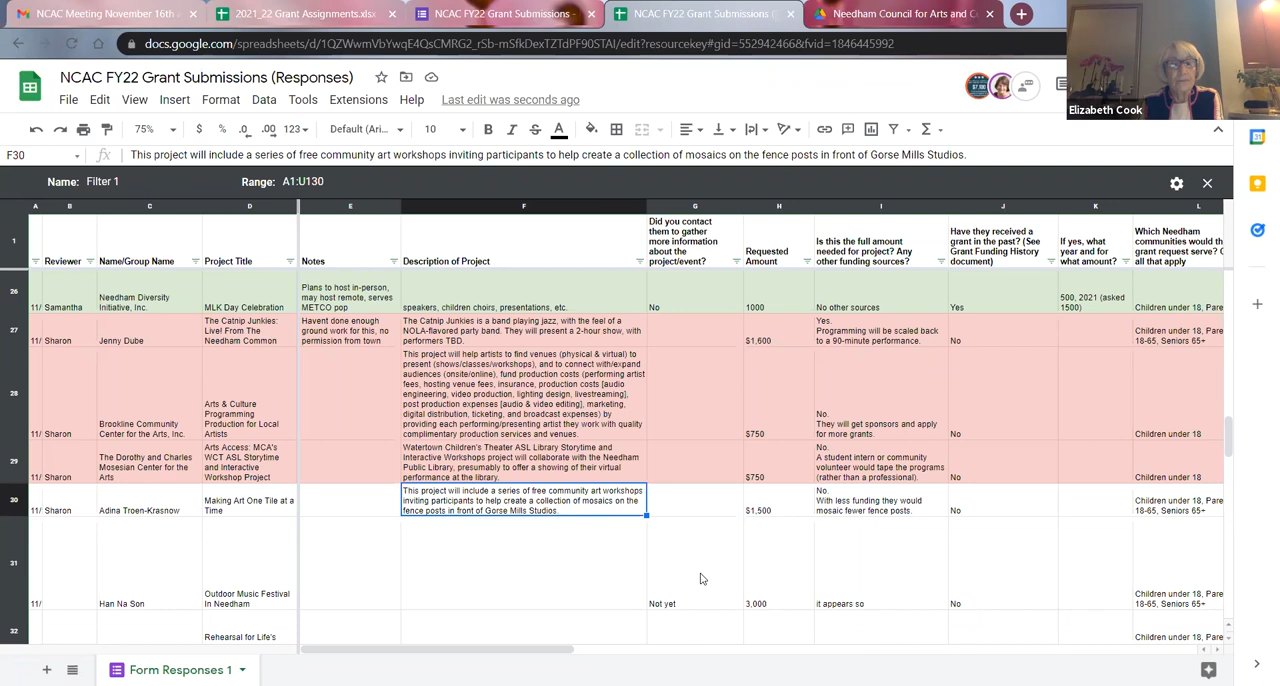 NCAC Meeting November 16th
2021_22 Grant Assignments.xlsx
NCAC FY22 Grant Submissions -
NCAC FY22 Grant Submissions (
Needham Council for Arts and C
docs.google.com/spreadsheets/d/1QZWwmVbYwqE4QsCMRG2_rSb-mSfkDexTZTdPF90STAI/edit?resourcekey#gid=552942466&fvid=1846445992
Elizabeth Cook
NCAC FY22 Grant Submissions (Responses)
File Edit View Insert Format Data Tools Extensions Help Last edit was seconds ago
75% $ % .0 .00 123 Default (Ari... 10 B I S A
F30 fx This project will include a series of free community art workshops inviting participants to help create a collection of mosaics on the fence posts in front of Gorse Mills Studios.
Name: Filter 1 Range: A1:U130
A B C D E F G H I J K L
1
Reviewer
Name/Group Name
Project Title
Notes
Description of Project
Did you contact
them to gather
more information
about the
project/event?
Requested
Amount
Is this the full amount
needed for project? Any
other funding sources?
Have they received a
grant in the past? (See
Grant Funding History
document)
If yes, what
year and for
what amount?
Which Needham
communities would th
grant request serve? C
all that apply
26
11/ Samantha
Needham Diversity
Initiative, Inc.
MLK Day Celebration
Plans to host in-person,
may host remote, serves
METCO pop
speakers, children choirs, presentations, etc.
No
1000
No other sources
Yes
500, 2021 (asked
1500)
Children under 18, Pare
27
11/ Sharon
Jenny Dube
The Catnip Junkies:
Live! From The
Needham Common
Havent done enough
ground work for this, no
permission from town
The Catnip Junkies is a band playing jazz, with the feel of a
NOLA-flavored party band. They will present a 2-hour show, with
performers TBD.
$1,600
Yes.
Programming will be scaled back
to a 90-minute performance.
No
Children under 18, Pare
18-65, Seniors 65+
28
11/ Sharon
Brookline Community
Center for the Arts, Inc.
Arts & Culture
Programming
Production for Local
Artists
This project will help artists to find venues (physical & virtual) to
present (shows/classes/workshops), and to connect with/expand
audiences (onsite/online), fund production costs (performing artist
fees, hosting venue fees, insurance, production costs [audio
engineering, video production, lighting design, livestreaming],
post production expenses [audio & video editing], marketing,
digital distribution, ticketing, and broadcast expenses) by
providing each performing/presenting artist they work with quality
complimentary production services and venues.
$750
No.
They will get sponsors and apply
for more grants.
No
Children under 18
29
11/ Sharon
The Dorothy and Charles
Mosesian Center for the
Arts
Arts Access: MCA's
WCT ASL Storytime
and Interactive
Workshop Project
Watertown Children's Theater ASL Library Storytime and
Interactive Workshops project will collaborate with the Needham
Public Library, presumably to offer a showing of their virtual
performance at the library.
$750
No.
A student intern or community
volunteer would tape the programs
(rather than a professional).
No
Children under 18
30
11/ Sharon
Adina Troen-Krasnow
Making Art One Tile at a
Time
This project will include a series of free community art workshops
inviting participants to help create a collection of mosaics on the
fence posts in front of Gorse Mills Studios.
$1,500
No.
With less funding they would
mosaic fewer fence posts.
No
Children under 18, Pare
18-65, Seniors 65+
31
11/
Han Na Son
Outdoor Music Festival
In Needham
Not yet
3,000
it appears so
No
Children under 18, Pare
18-65, Seniors 65+
32
Rehearsal for Life's
Children under 18, Pare
Form Responses 1